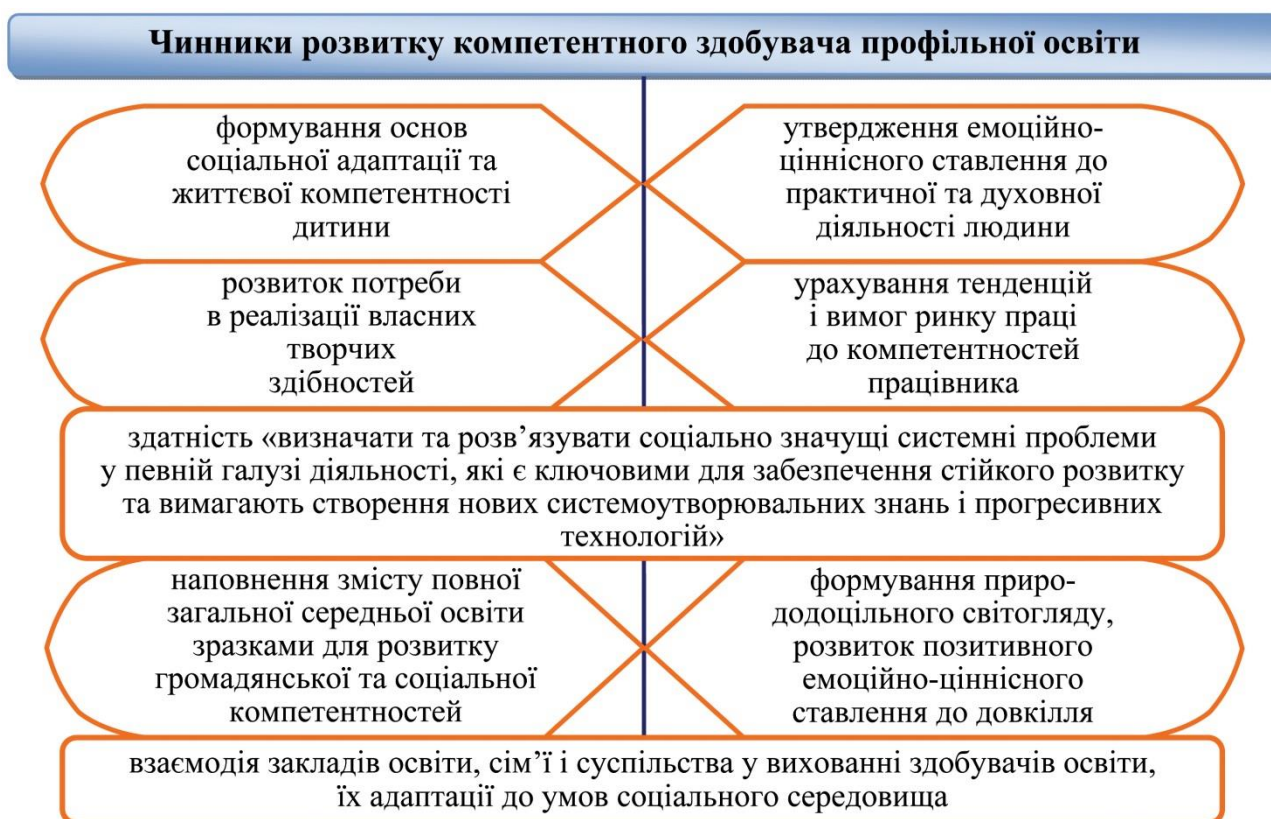 Чинники розвитку компетентного здобувача профільної освіти
формування основ
соціальної адаптації та
життєвої компетентності
дитини
утвердження емоційно-
ціннісного ставлення до
практичної та духовної
діяльності людини
розвиток потреби
в реалізації власних
творчих
здібностей
урахування тенденцій
і вимог ринку праці
до компетентностей
працівника
здатність «визначати та розв’язувати соціально значущі системні проблеми
у певній галузі діяльності, які є ключовими для забезпечення стійкого розвитку
та вимагають створення нових системоутворювальних знань і прогресивних
технологій»
наповнення змісту повної
загальної середньої освіти
зразками для розвитку
громадянської та соціальної
компетентностей
формування приро-
додоцільного світогляду,
розвиток позитивного
емоційно-ціннісного
ставлення до довкілля
взаємодія закладів освіти, сім’ї і суспільства у вихованні здобувачів освіти,
їх адаптації до умов соціального середовища